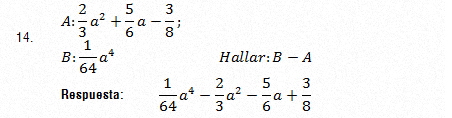 14. A: 2/3 a² + 5/6 a − 3/8;
B: 1/64 a⁴ Hallar: B − A
Respuesta: 1/64 a⁴ − 2/3 a² − 5/6 a + 3/8